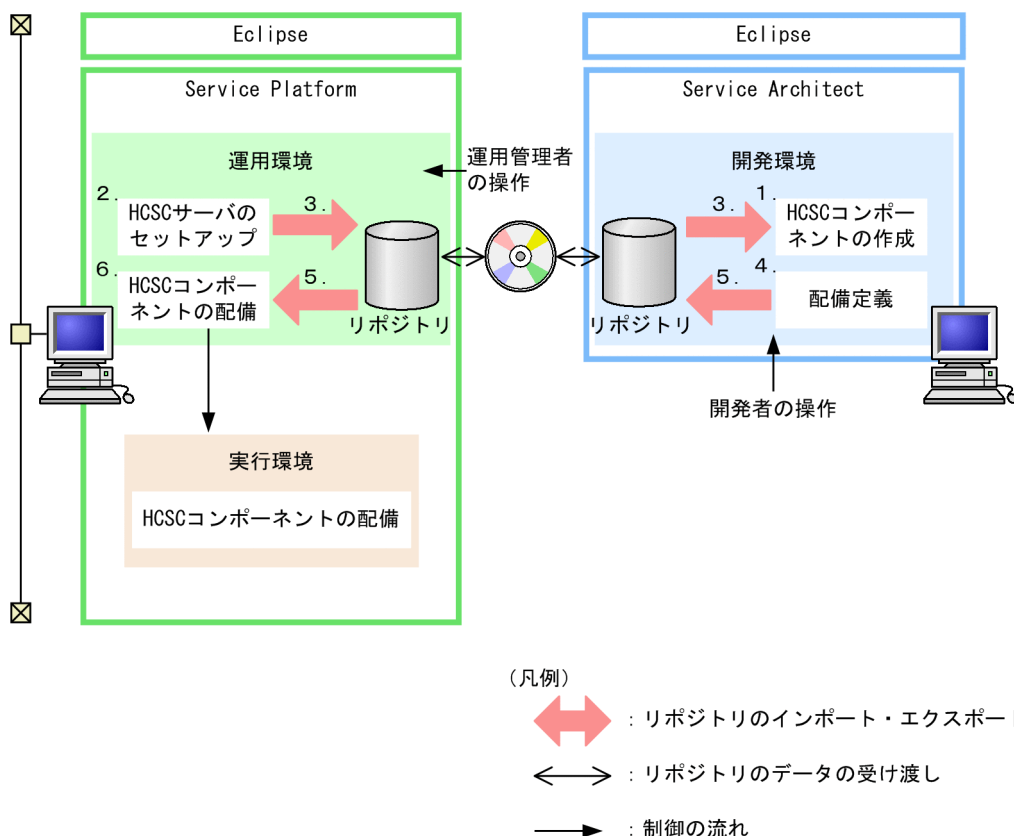 Eclipse
Eclipse
Service Platform
Service Architect
運用環境
運用管理者
の操作
開発環境
2.
HCSCサーバの
セットアップ
3.
3.
1.
HCSCコンポー
ネントの作成
6.
HCSCコンポー
ネントの配備
5.
5.
4.
配備定義
リポジトリ
リポジトリ
開発者の操作
実行環境
HCSCコンポーネントの配備
(凡例)
:リポジトリのインポート・エクスポート
:リポジトリのデータの受け渡し
:制御の流れ